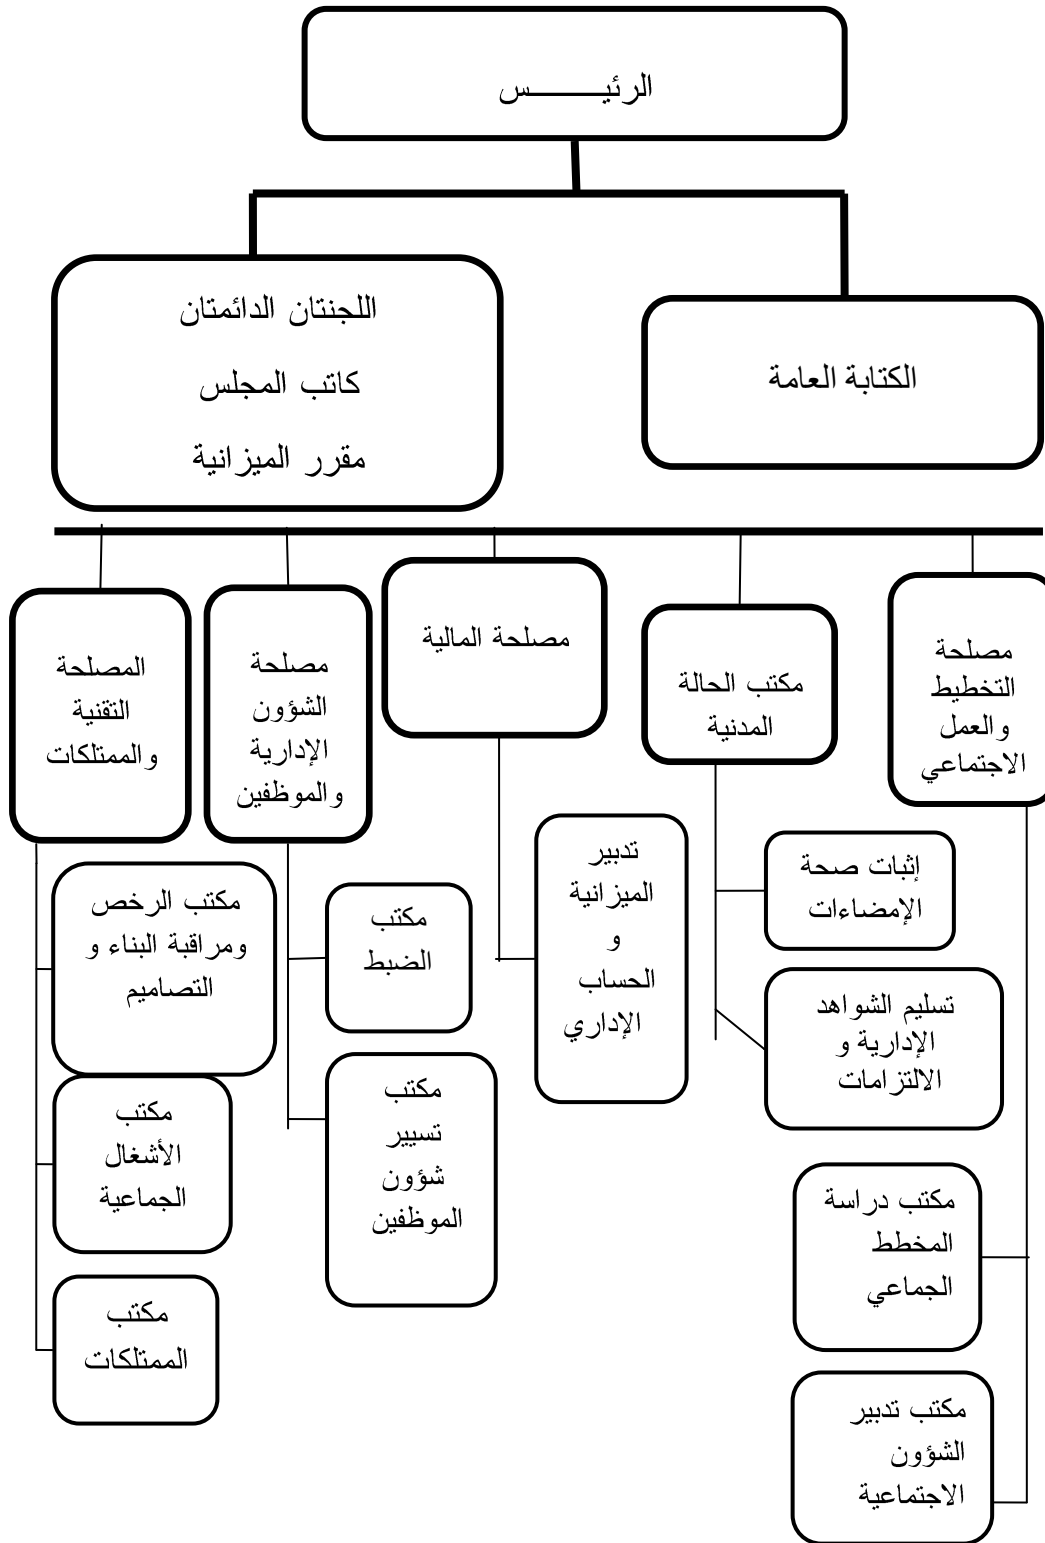 الرئيـــــــس
الكتابة العامة
اللجنتان الدائمتان
كاتب المجلس
مقرر الميزانية
مصلحة
التخطيط
والعمل
الاجتماعي
مكتب الحالة
المدنية
مصلحة المالية
مصلحة
الشؤون
الإدارية
والموظفين
المصلحة
التقنية
والممتلكات
إثبات صحة
الإمضاءات
تسليم الشواهد
الإدارية و
الالتزامات
مكتب دراسة
المخطط
الجماعي
مكتب تدبير
الشؤون
الاجتماعية
تدبير
الميزانية
و
الحساب
الإداري
مكتب
الضبط
مكتب
تسيير
شؤون
الموظفين
مكتب الرخص
ومراقبة البناء و
التصاميم
مكتب
الأشغال
الجماعية
مكتب
الممتلكات